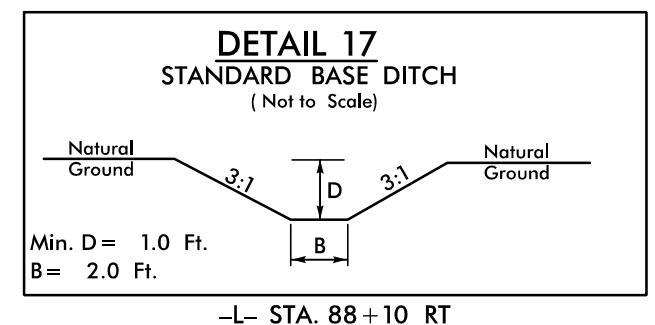 DETAIL 17
STANDARD BASE DITCH
( Not to Scale)
Natural
Ground
3:1
D
3:1
Natural
Ground
B
Min. D = 1.0 Ft.
B = 2.0 Ft.
–L– STA. 88+10 RT